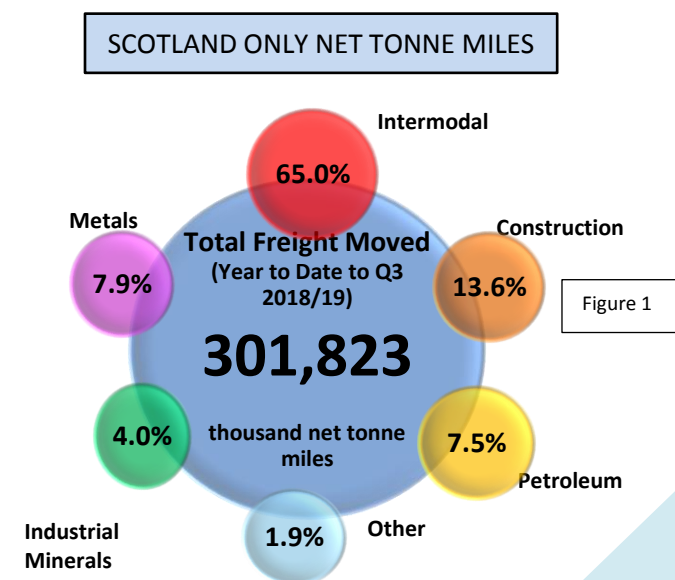 SCOTLAND ONLY NET TONNE MILES
Intermodal
65.0%
Metals
7.9%
Total Freight Moved
(Year to Date to Q3
2018/19)
Construction
13.6%
Figure 1
301,823
thousand net tonne
miles
4.0%
7.5%
Petroleum
Industrial
Minerals
1.9%
Other